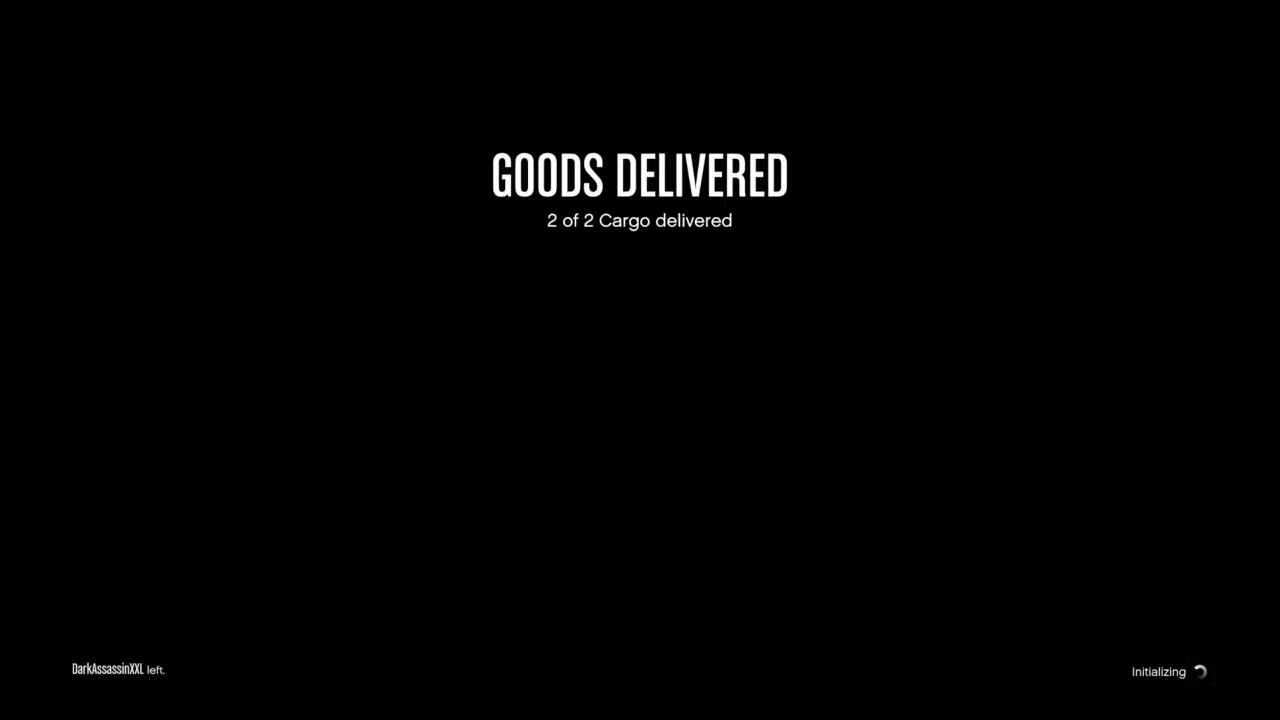 GOODS DELIVERED
2 of 2 Cargo delivered
DarkAssassinXXL left.
Initializing